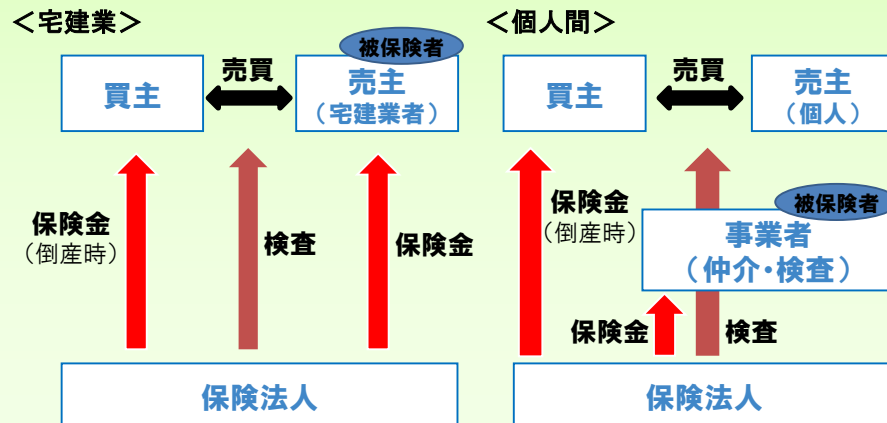 <宅建業>
被保険者
買主
売買
売主
(宅建業者)
保険金
(倒産時)
検査
保険金
保険法人
<個人間>
買主
売買
売主
(個人)
保険金
(倒産時)
被保険者
事業者
(仲介・検査)
保険金
検査
保険法人